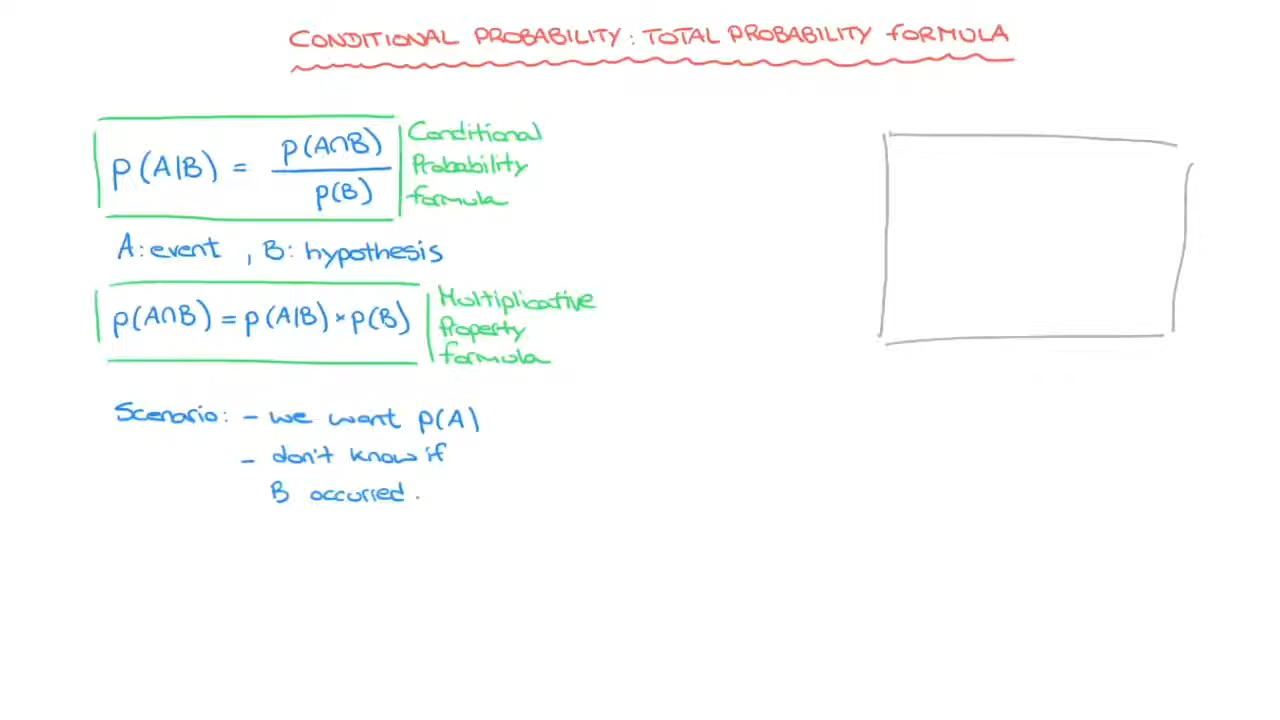 CONDITIONAL PROBABILITY: TOTAL PROBABILITY FORMULA
P(A|B) = P(A∩B) / P(B)
Conditional
Probability
formula
A: event , B: hypothesis
P(A∩B) = P(A|B) × P(B)
Multiplicative
Property
formula
Scenario: - we want P(A)
- don't know if
B occurred.